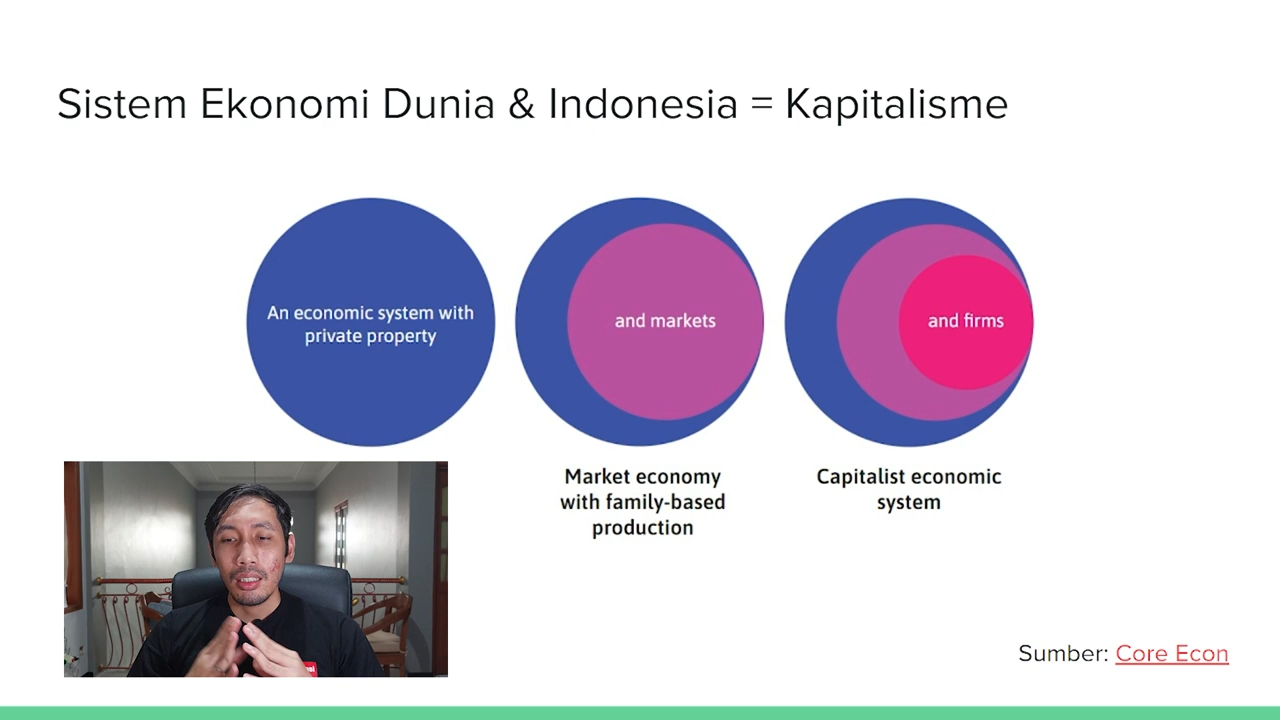 Sistem Ekonomi Dunia & Indonesia = Kapitalisme
An economic system with
private property
and markets
and firms
Market economy
with family-based
production
Capitalist economic
system
Sumber: Core Econ